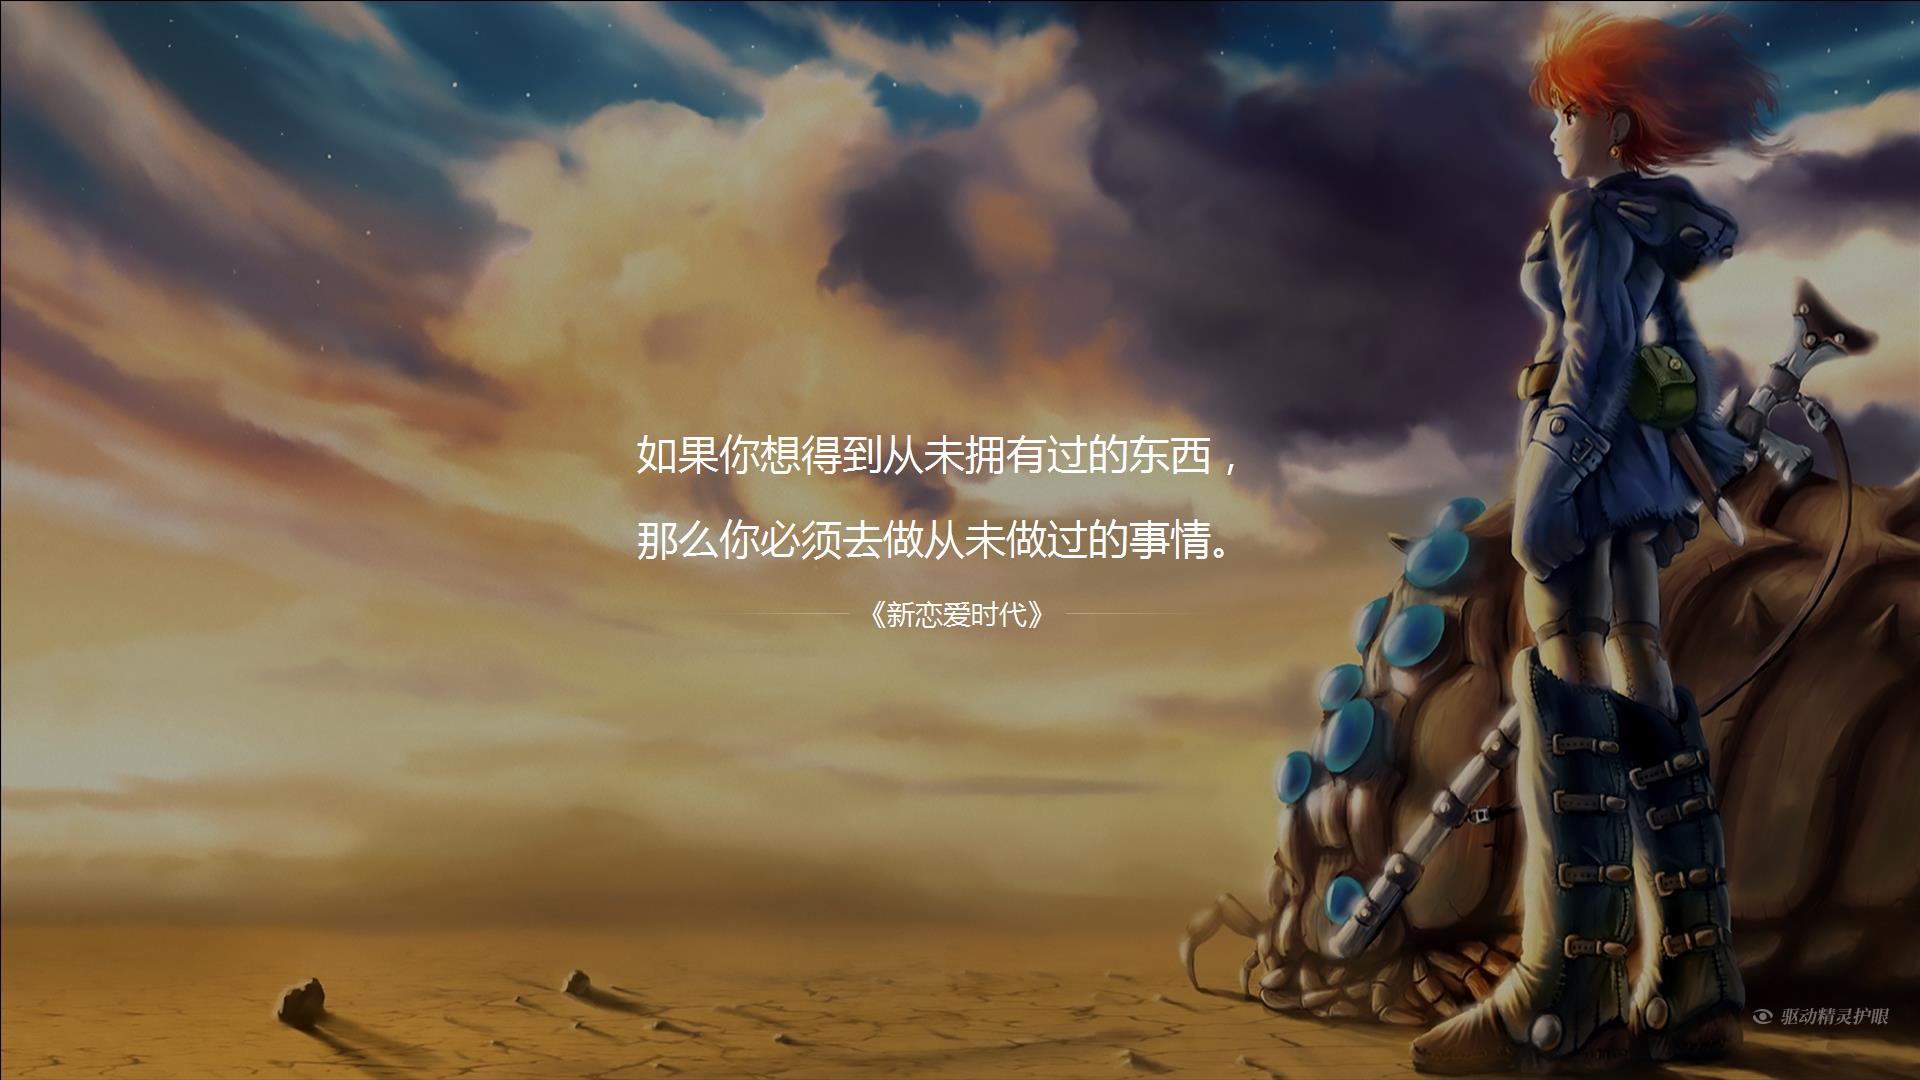 如果你想得到从未拥有过的东西，
那么你必须去做从未做过的事情。
《新恋爱时代》
驱动精灵护眼